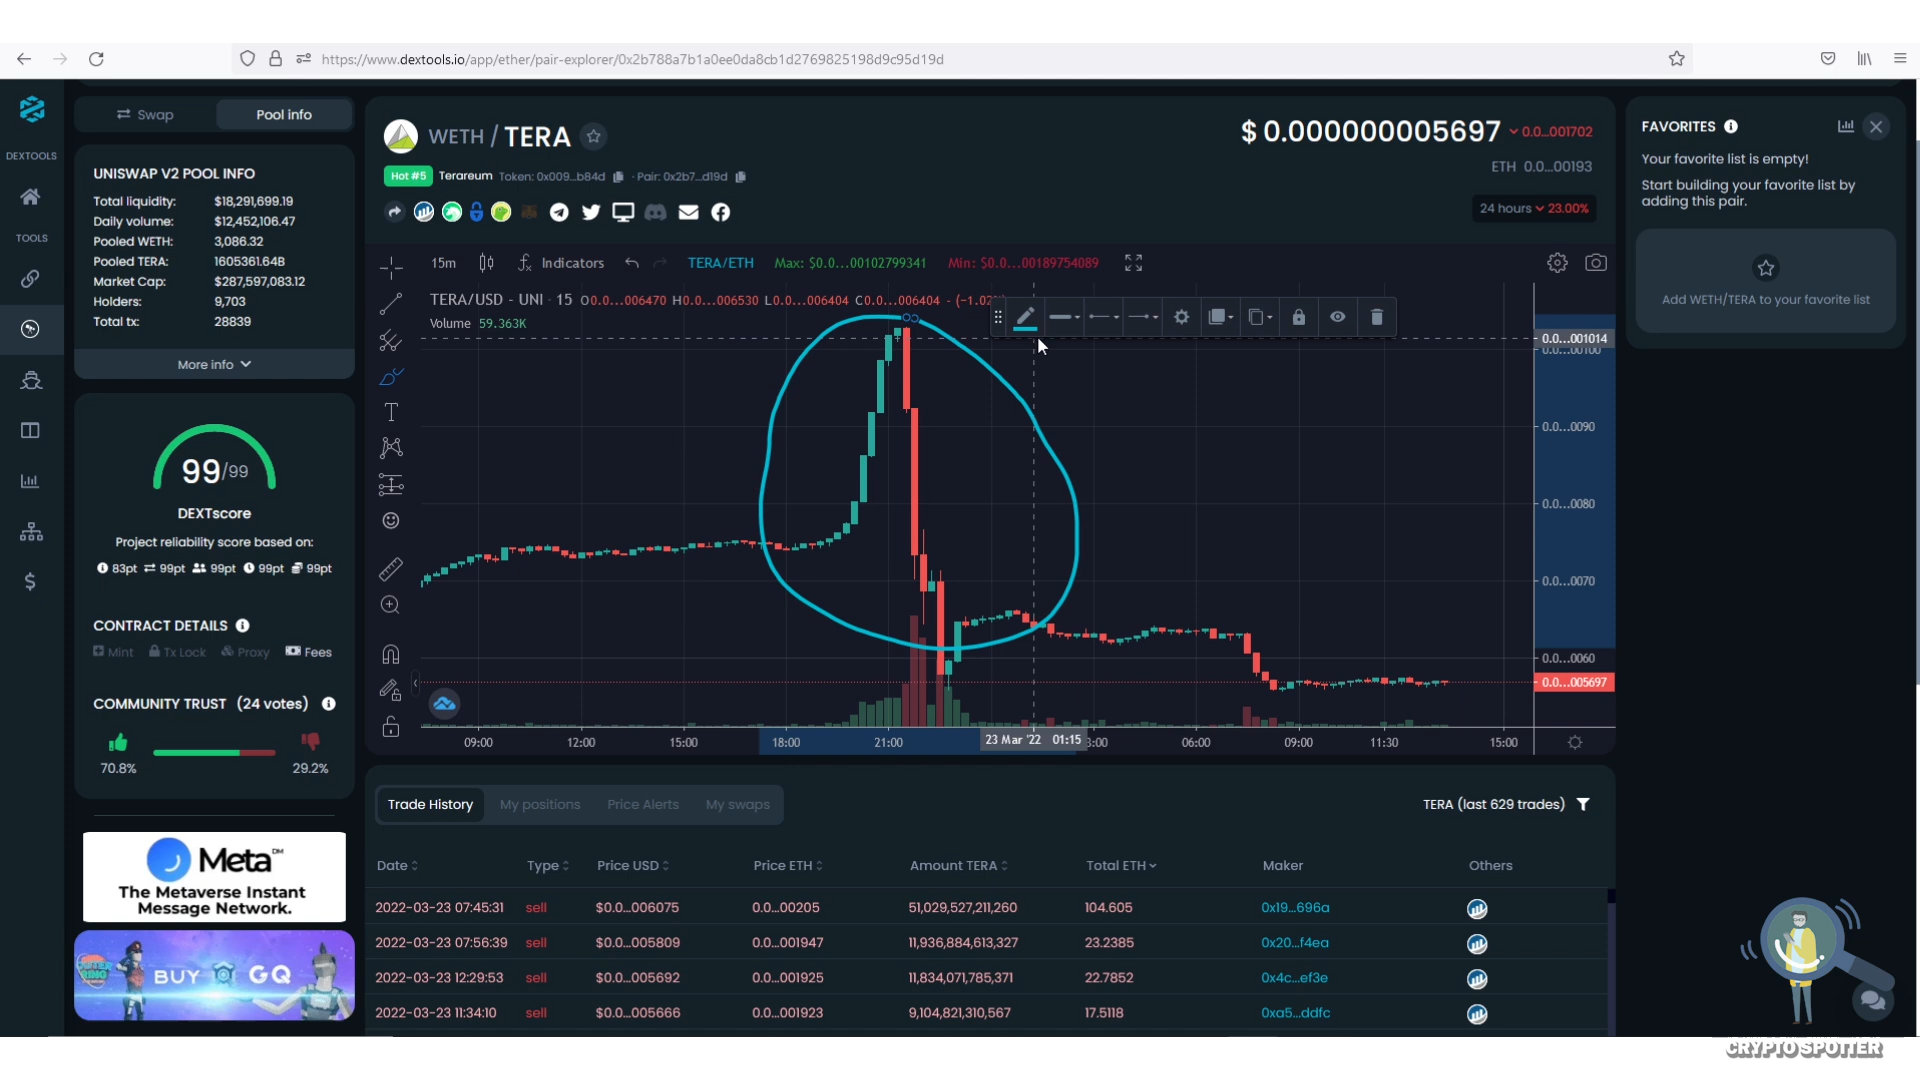 https://www.dextools.io/app/ether/pair-explorer/0x2b788a7b1a0ee0da8cb1d2769825198d9c95d19d
DEXTOOLS
TOOLS
Swap
Pool info
UNISWAP V2 POOL INFO
Total liquidity: $18,291,699.19
Daily volume: $12,452,106.47
Pooled WETH: 3,086.32
Pooled TERA: 1605361.64B
Market Cap: $287,597,083.12
Holders: 9,703
Total tx: 28839
More info
99/99
DEXTscore
Project reliability score based on:
83pt 99pt 99pt 99pt 99pt
CONTRACT DETAILS
Mint Tx Lock Proxy Fees
COMMUNITY TRUST (24 votes)
70.8% 29.2%
Meta™
The Metaverse Instant
Message Network.
OUTER RING
BUY GQ
WETH / TERA
Hot #5 Terareum Token: 0x009...b84d · Pair: 0x2b7...d19d
$ 0.000000005697 0.0...001702
ETH 0.0...00193
24 hours 23.00%
15m Indicators TERA/ETH Max: $0.0...00102799341 Min: $0.0...00189754089
TERA/USD - UNI · 15 O0.0...006470 H0.0...006530 L0.0...006404 C0.0...006404
Volume 59.363K
0.0...001014
0.0...00100
0.0...0090
0.0...0080
0.0...0070
0.0...0060
0.0...005697
09:00 12:00 15:00 18:00 21:00 23 Mar '22 01:15 3:00 06:00 09:00 11:30 15:00
Trade History My positions Price Alerts My swaps
TERA (last 629 trades)
Date Type Price USD Price ETH Amount TERA Total ETH Maker Others
2022-03-23 07:45:31 sell $0.0...006075 0.0...00205 51,029,527,211,260 104.605 0x19...696a
2022-03-23 07:56:39 sell $0.0...005809 0.0...001947 11,936,884,613,327 23.2385 0x20...f4ea
2022-03-23 12:29:53 sell $0.0...005692 0.0...001925 11,834,071,785,371 22.7852 0x4c...ef3e
2022-03-23 11:34:10 sell $0.0...005666 0.0...001923 9,104,821,310,567 17.5118 0xa5...ddfc
FAVORITES
Your favorite list is empty!
Start building your favorite list by
adding this pair.
Add WETH/TERA to your favorite list
CRYPTO SPOTTER